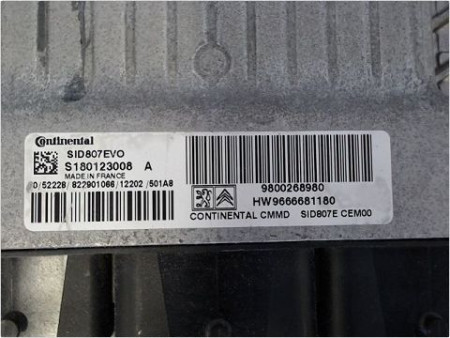 Continental
SID807EVO
S180123008 A
MADE IN FRANCE
0/52228/822901066/12202/501A8
9800268980
HW9666681180
CONTINENTAL CMMD SID807E CEM00